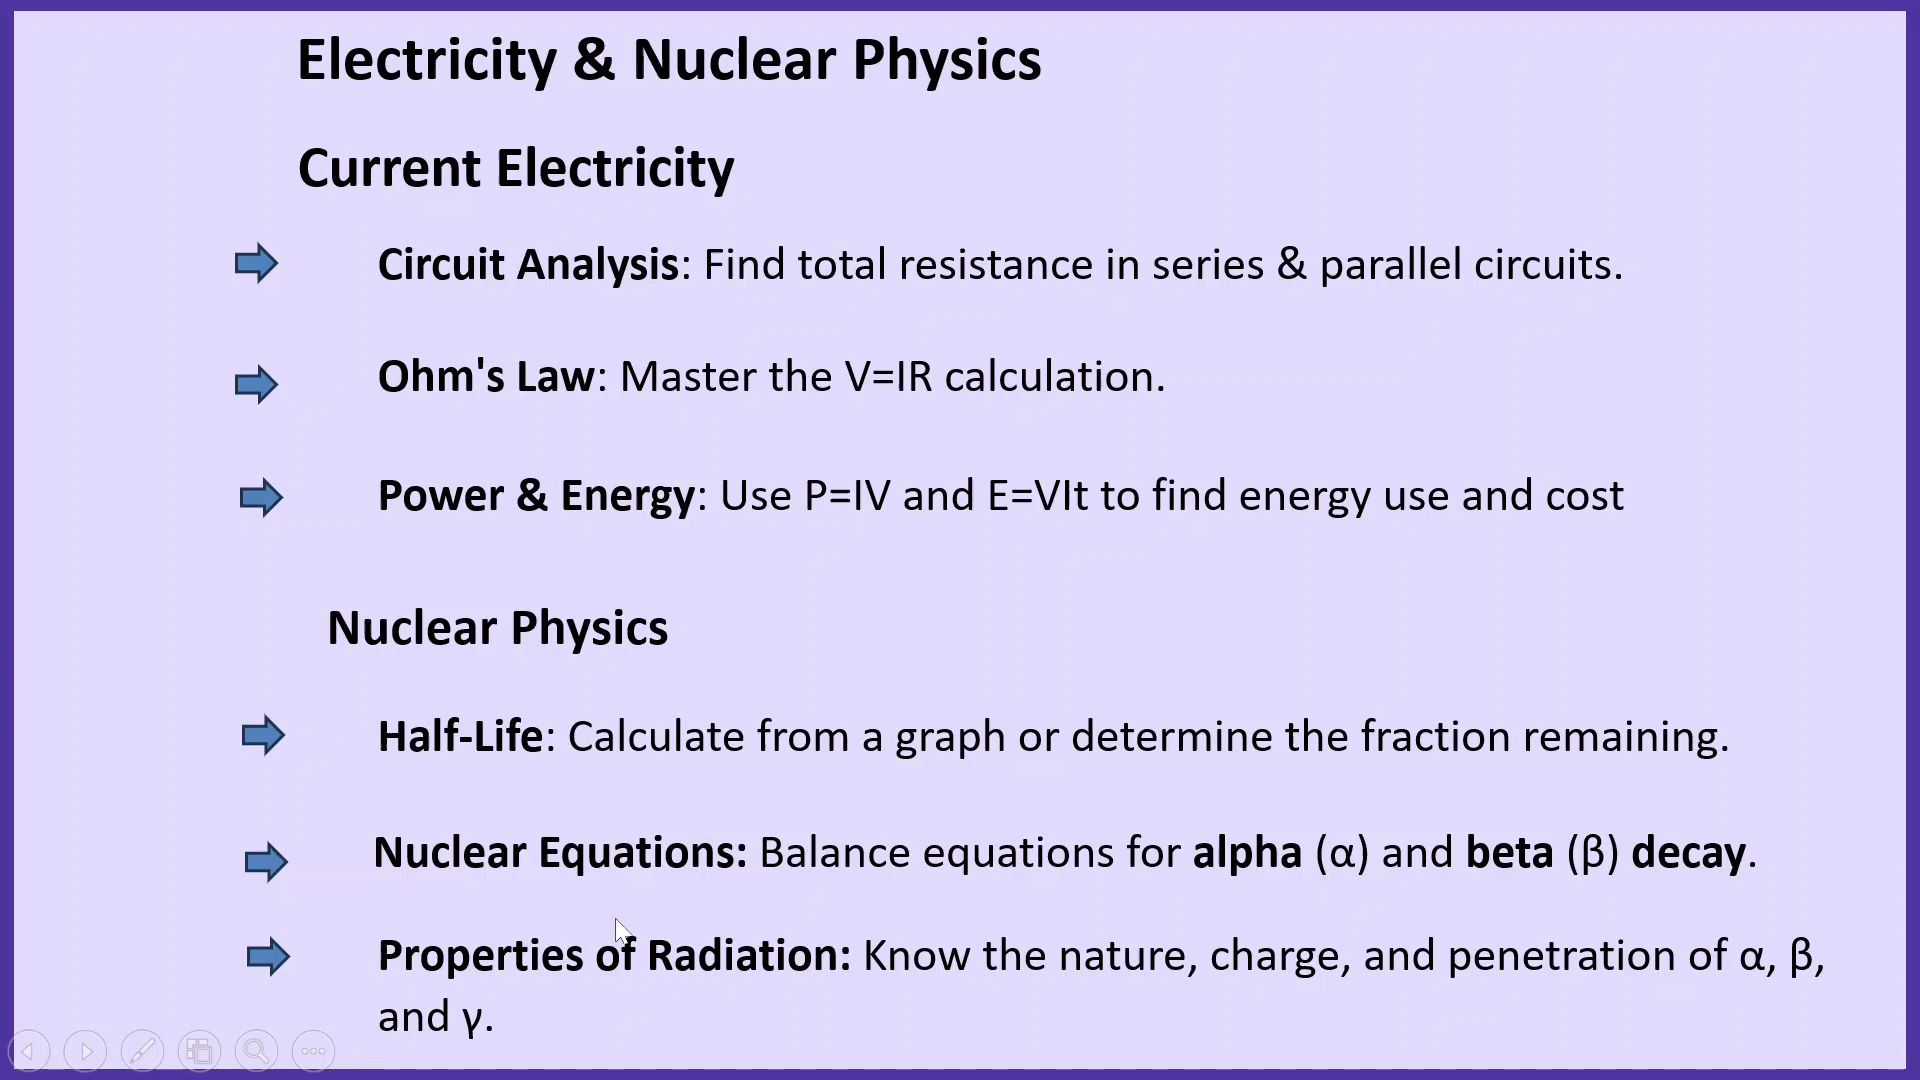 Electricity & Nuclear Physics
Current Electricity
Circuit Analysis: Find total resistance in series & parallel circuits.
Ohm's Law: Master the V=IR calculation.
Power & Energy: Use P=IV and E=VIt to find energy use and cost
Nuclear Physics
Half-Life: Calculate from a graph or determine the fraction remaining.
Nuclear Equations: Balance equations for alpha (α) and beta (β) decay.
Properties of Radiation: Know the nature, charge, and penetration of α, β,
and γ.